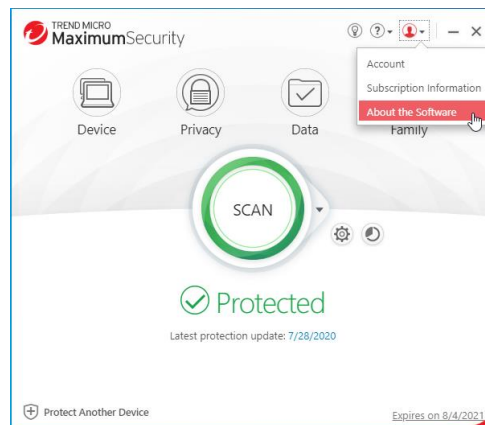 TREND MICRO
MaximumSecurity
Account
Subscription Information
About the Software
Device
Privacy
Data
Family
SCAN
Protected
Latest protection update: 7/28/2020
Protect Another Device
Expires on 8/4/2021